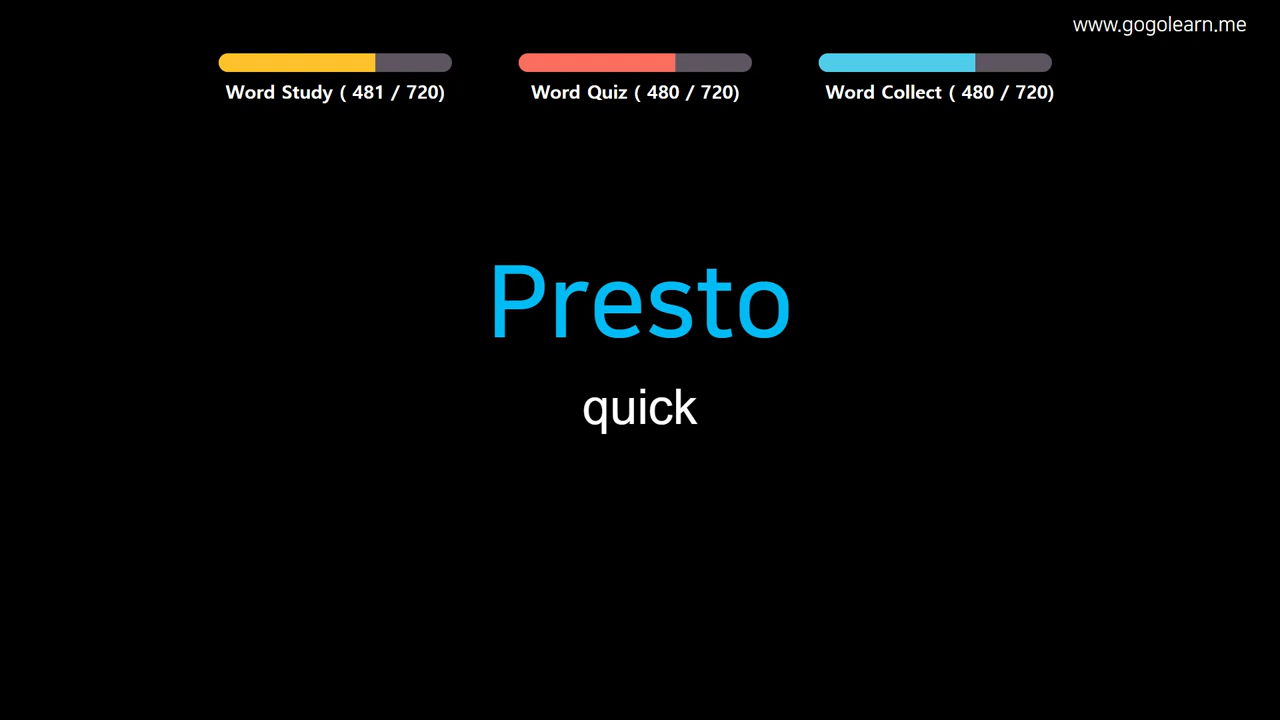 www.gogolearn.me
Word Study ( 481 / 720)
Word Quiz ( 480 / 720)
Word Collect ( 480 / 720)
Presto
quick